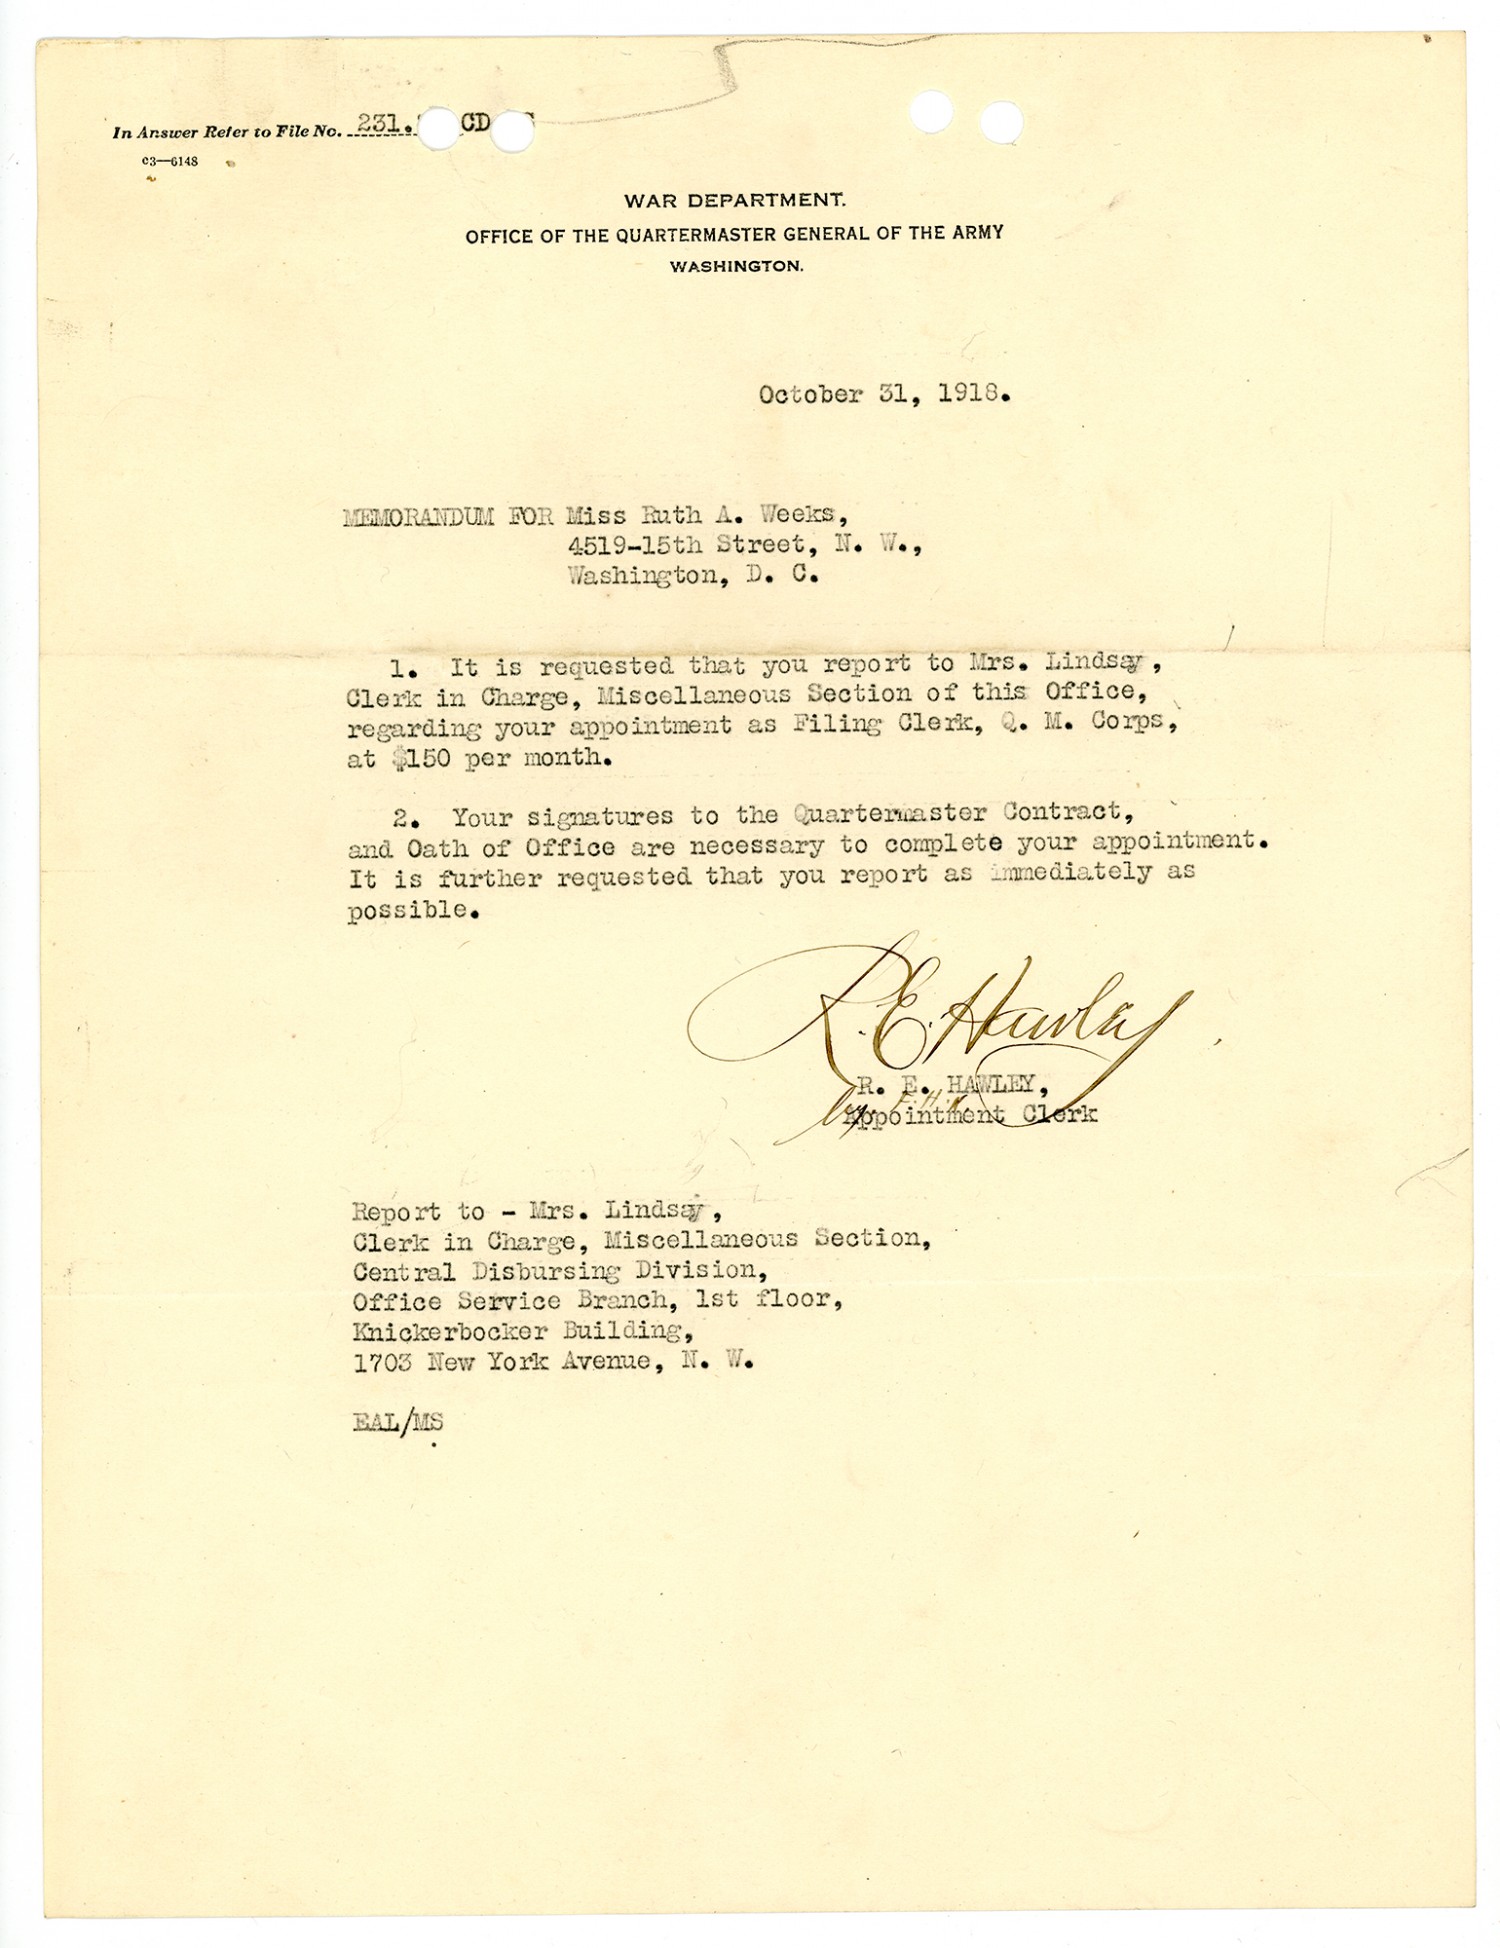 In Answer Refer to File No. 231. CD
c3—6148
WAR DEPARTMENT.
OFFICE OF THE QUARTERMASTER GENERAL OF THE ARMY
WASHINGTON.
October 31, 1918.
MEMORANDUM FOR Miss Ruth A. Weeks,
4519-15th Street, N. W.,
Washington, D. C.
1. It is requested that you report to Mrs. Lindsay,
Clerk in Charge, Miscellaneous Section of this Office,
regarding your appointment as Filing Clerk, Q. M. Corps,
at $150 per month.
2. Your signatures to the Quartermaster Contract,
and Oath of Office are necessary to complete your appointment.
It is further requested that you report as immediately as
possible.
R. E. Hawley
R. E. HAWLEY,
by
Appointment Clerk
Report to - Mrs. Lindsay,
Clerk in Charge, Miscellaneous Section,
Central Disbursing Division,
Office Service Branch, 1st floor,
Knickerbocker Building,
1703 New York Avenue, N. W.
EAL/MS